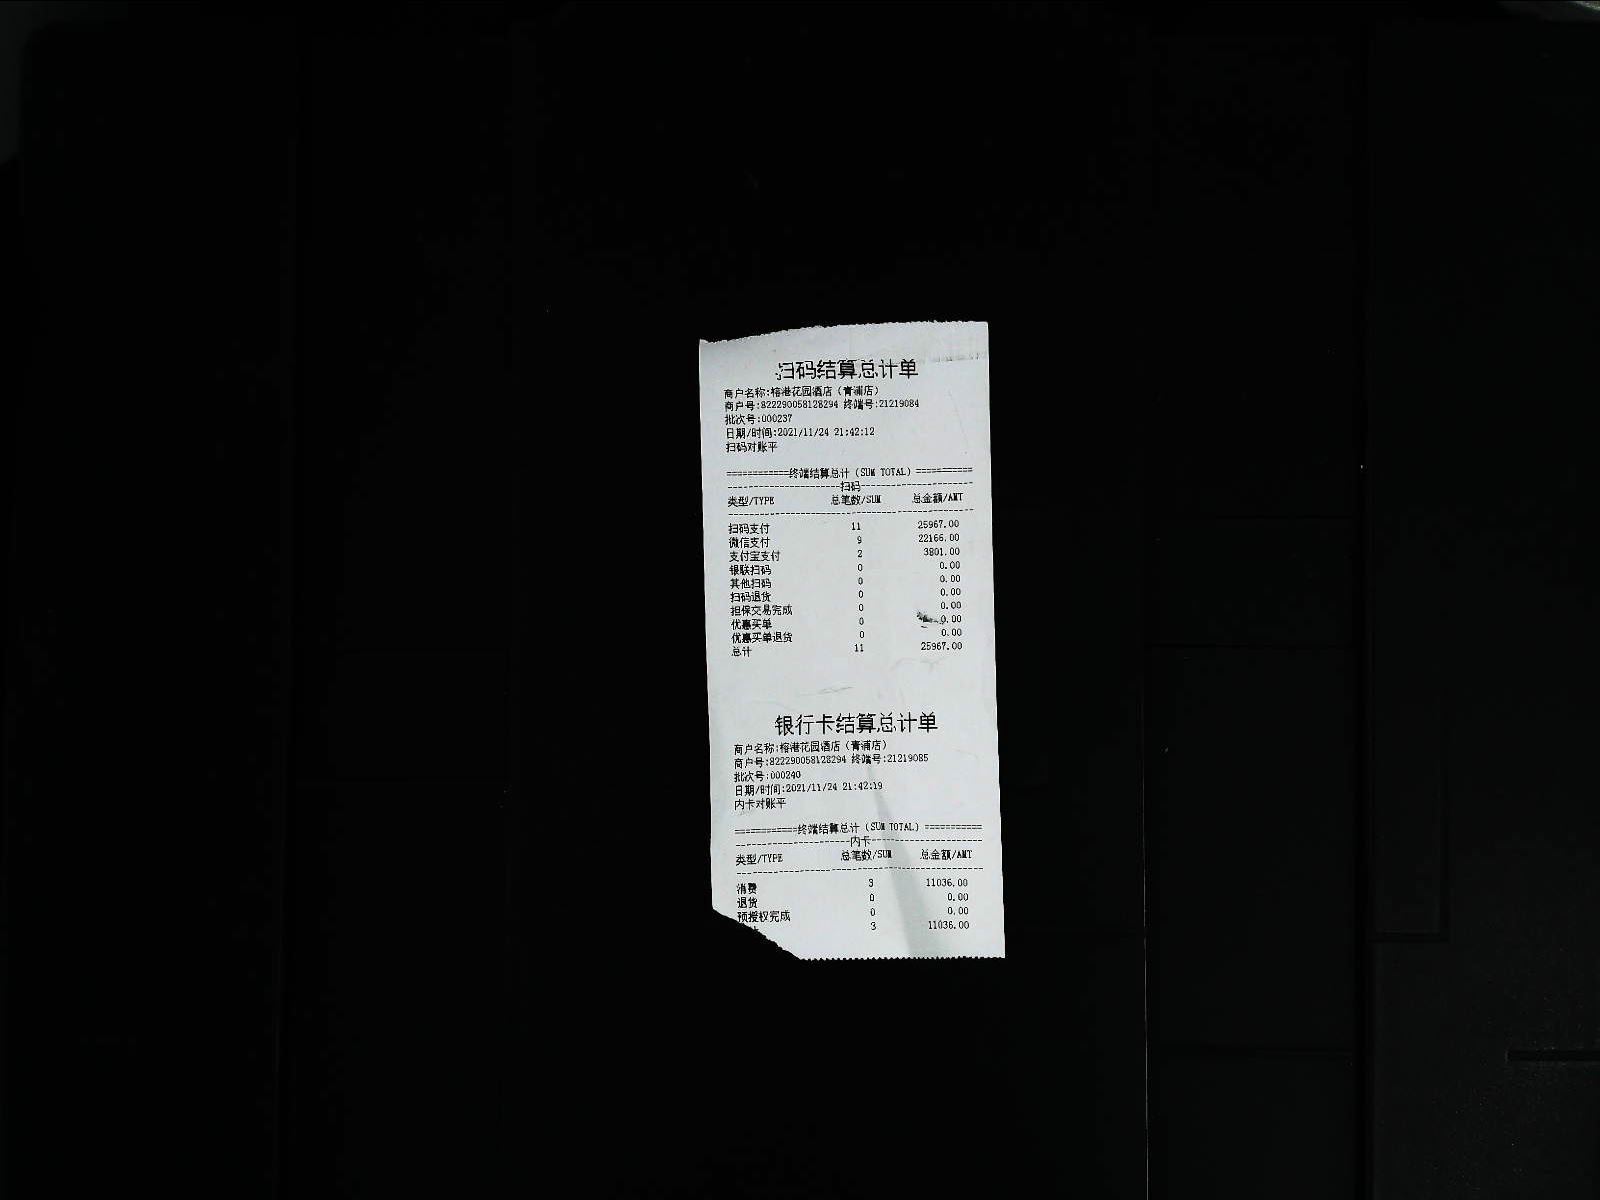 扫码结算总计单
商户名称:榕港花园酒店（青浦店）
商户号:822290058128294 终端号:21219084
批次号:000237
日期/时间:2021/11/24 21:42:12
扫码对账平
============终端结算总计（SUM TOTAL）===========
----------------------扫码----------------------
类型/TYPE 总笔数/SUM 总金额/AMT
扫码支付 11 25967.00
微信支付 9 22166.00
支付宝支付 2 3801.00
银联扫码 0 0.00
其他扫码 0 0.00
扫码退货 0 0.00
担保交易完成 0 0.00
优惠买单 0 0.00
优惠买单退货 0 0.00
总计 11 25967.00
银行卡结算总计单
商户名称:榕港花园酒店（青浦店）
商户号:822290058128294 终端号:21219085
批次号:000240
日期/时间:2021/11/24 21:42:19
内卡对账平
============终端结算总计（SUM TOTAL）===========
----------------------内卡----------------------
类型/TYPE 总笔数/SUM 总金额/AMT
消费 3 11036.00
退货 0 0.00
预授权完成 0 0.00
3 11036.00